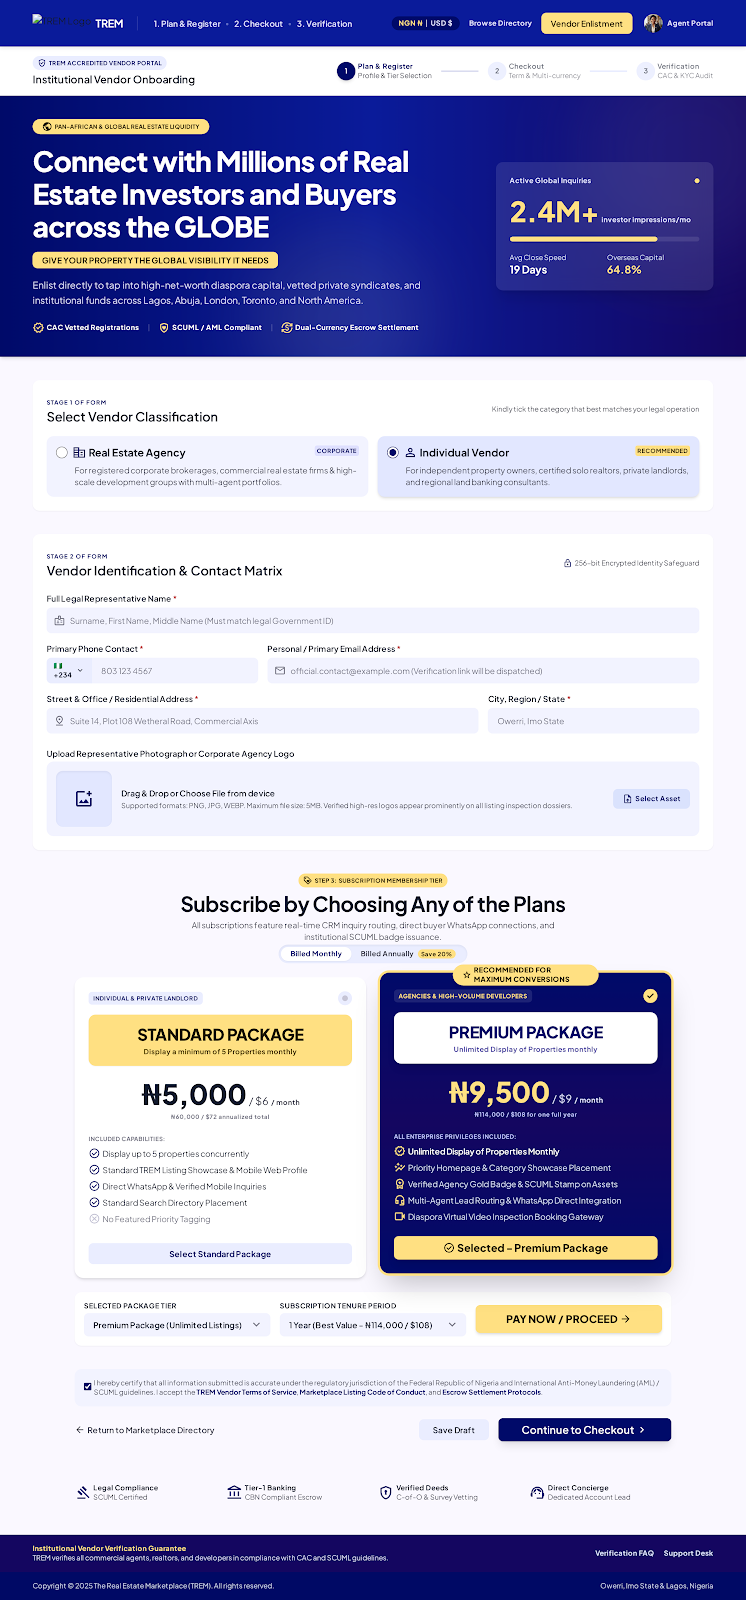 TREM
1. Plan & Register • 2. Checkout • 3. Verification
NGN ₦ | USD $
Browse Directory
Vendor Enlistment
Agent Portal
TREM ACCREDITED VENDOR PORTAL
Institutional Vendor Onboarding
1 Plan & Register
Profile & Tier Selection
2 Checkout
Term & Multi-currency
3 Verification
CAC & KYC Audit
PAN-AFRICAN & GLOBAL REAL ESTATE LIQUIDITY
Connect with Millions of Real
Estate Investors and Buyers
across the GLOBE
GIVE YOUR PROPERTY THE GLOBAL VISIBILITY IT NEEDS
Enlist directly to tap into high-net-worth diaspora capital, vetted private syndicates, and
institutional funds across Lagos, Abuja, London, Toronto, and North America.
CAC Vetted Registrations | SCUML / AML Compliant | Dual-Currency Escrow Settlement
Active Global Inquiries
2.4M+ investor impressions/mo
Avg Close Speed
19 Days
Overseas Capital
64.8%
STAGE 1 OF FORM
Select Vendor Classification
Kindly tick the category that best matches your legal operation
Real Estate Agency
CORPORATE
For registered corporate brokerages, commercial real estate firms & high-
scale development groups with multi-agent portfolios.
Individual Vendor
RECOMMENDED
For independent property owners, certified solo realtors, private landlords,
and regional land banking consultants.
STAGE 2 OF FORM
Vendor Identification & Contact Matrix
256-bit Encrypted Identity Safeguard
Full Legal Representative Name *
Surname, First Name, Middle Name (Must match legal Government ID)
Primary Phone Contact *
+234
803 123 4567
Personal / Primary Email Address *
official.contact@example.com (Verification link will be dispatched)
Street & Office / Residential Address *
Suite 14, Plot 108 Wetheral Road, Commercial Axis
City, Region / State *
Owerri, Imo State
Upload Representative Photograph or Corporate Agency Logo
Drag & Drop or Choose File from device
Supported formats: PNG, JPG, WEBP. Maximum file size: 5MB. Verified high-res logos appear prominently on all listing inspection dossiers.
Select Asset
STEP 3: SUBSCRIPTION MEMBERSHIP TIER
Subscribe by Choosing Any of the Plans
All subscriptions feature real-time CRM inquiry routing, direct buyer WhatsApp connections, and
institutional SCUML badge issuance.
Billed Monthly
Billed Annually Save 20%
INDIVIDUAL & PRIVATE LANDLORD
STANDARD PACKAGE
Display a minimum of 5 Properties monthly
₦5,000 / $6 / month
₦60,000 / $72 annualized total
INCLUDED CAPABILITIES:
Display up to 5 properties concurrently
Standard TREM Listing Showcase & Mobile Web Profile
Direct WhatsApp & Verified Mobile Inquiries
Standard Search Directory Placement
No Featured Priority Tagging
Select Standard Package
RECOMMENDED FOR
MAXIMUM CONVERSIONS
AGENCIES & HIGH-VOLUME DEVELOPERS
PREMIUM PACKAGE
Unlimited Display of Properties monthly
₦9,500 / $9 / month
₦114,000 / $108 for one full year
ALL ENTERPRISE PRIVILEGES INCLUDED:
Unlimited Display of Properties Monthly
Priority Homepage & Category Showcase Placement
Verified Agency Gold Badge & SCUML Stamp on Assets
Multi-Agent Lead Routing & WhatsApp Direct Integration
Diaspora Virtual Video Inspection Booking Gateway
Selected – Premium Package
SELECTED PACKAGE TIER
Premium Package (Unlimited Listings)
SUBSCRIPTION TENURE PERIOD
1 Year (Best Value - ₦114,000 / $108)
PAY NOW / PROCEED →
I hereby certify that all information submitted is accurate under the regulatory jurisdiction of the Federal Republic of Nigeria and International Anti-Money Laundering (AML) /
SCUML guidelines. I accept the TREM Vendor Terms of Service, Marketplace Listing Code of Conduct, and Escrow Settlement Protocols.
← Return to Marketplace Directory
Save Draft
Continue to Checkout
Legal Compliance
SCUML Certified
Tier-1 Banking
CBN Compliant Escrow
Verified Deeds
C-of-O & Survey Vetting
Direct Concierge
Dedicated Account Lead
Institutional Vendor Verification Guarantee
TREM verifies all commercial agents, realtors, and developers in compliance with CAC and SCUML guidelines.
Verification FAQ
Support Desk
Copyright © 2025 The Real Estate Marketplace (TREM). All rights reserved.
Owerri, Imo State & Lagos, Nigeria